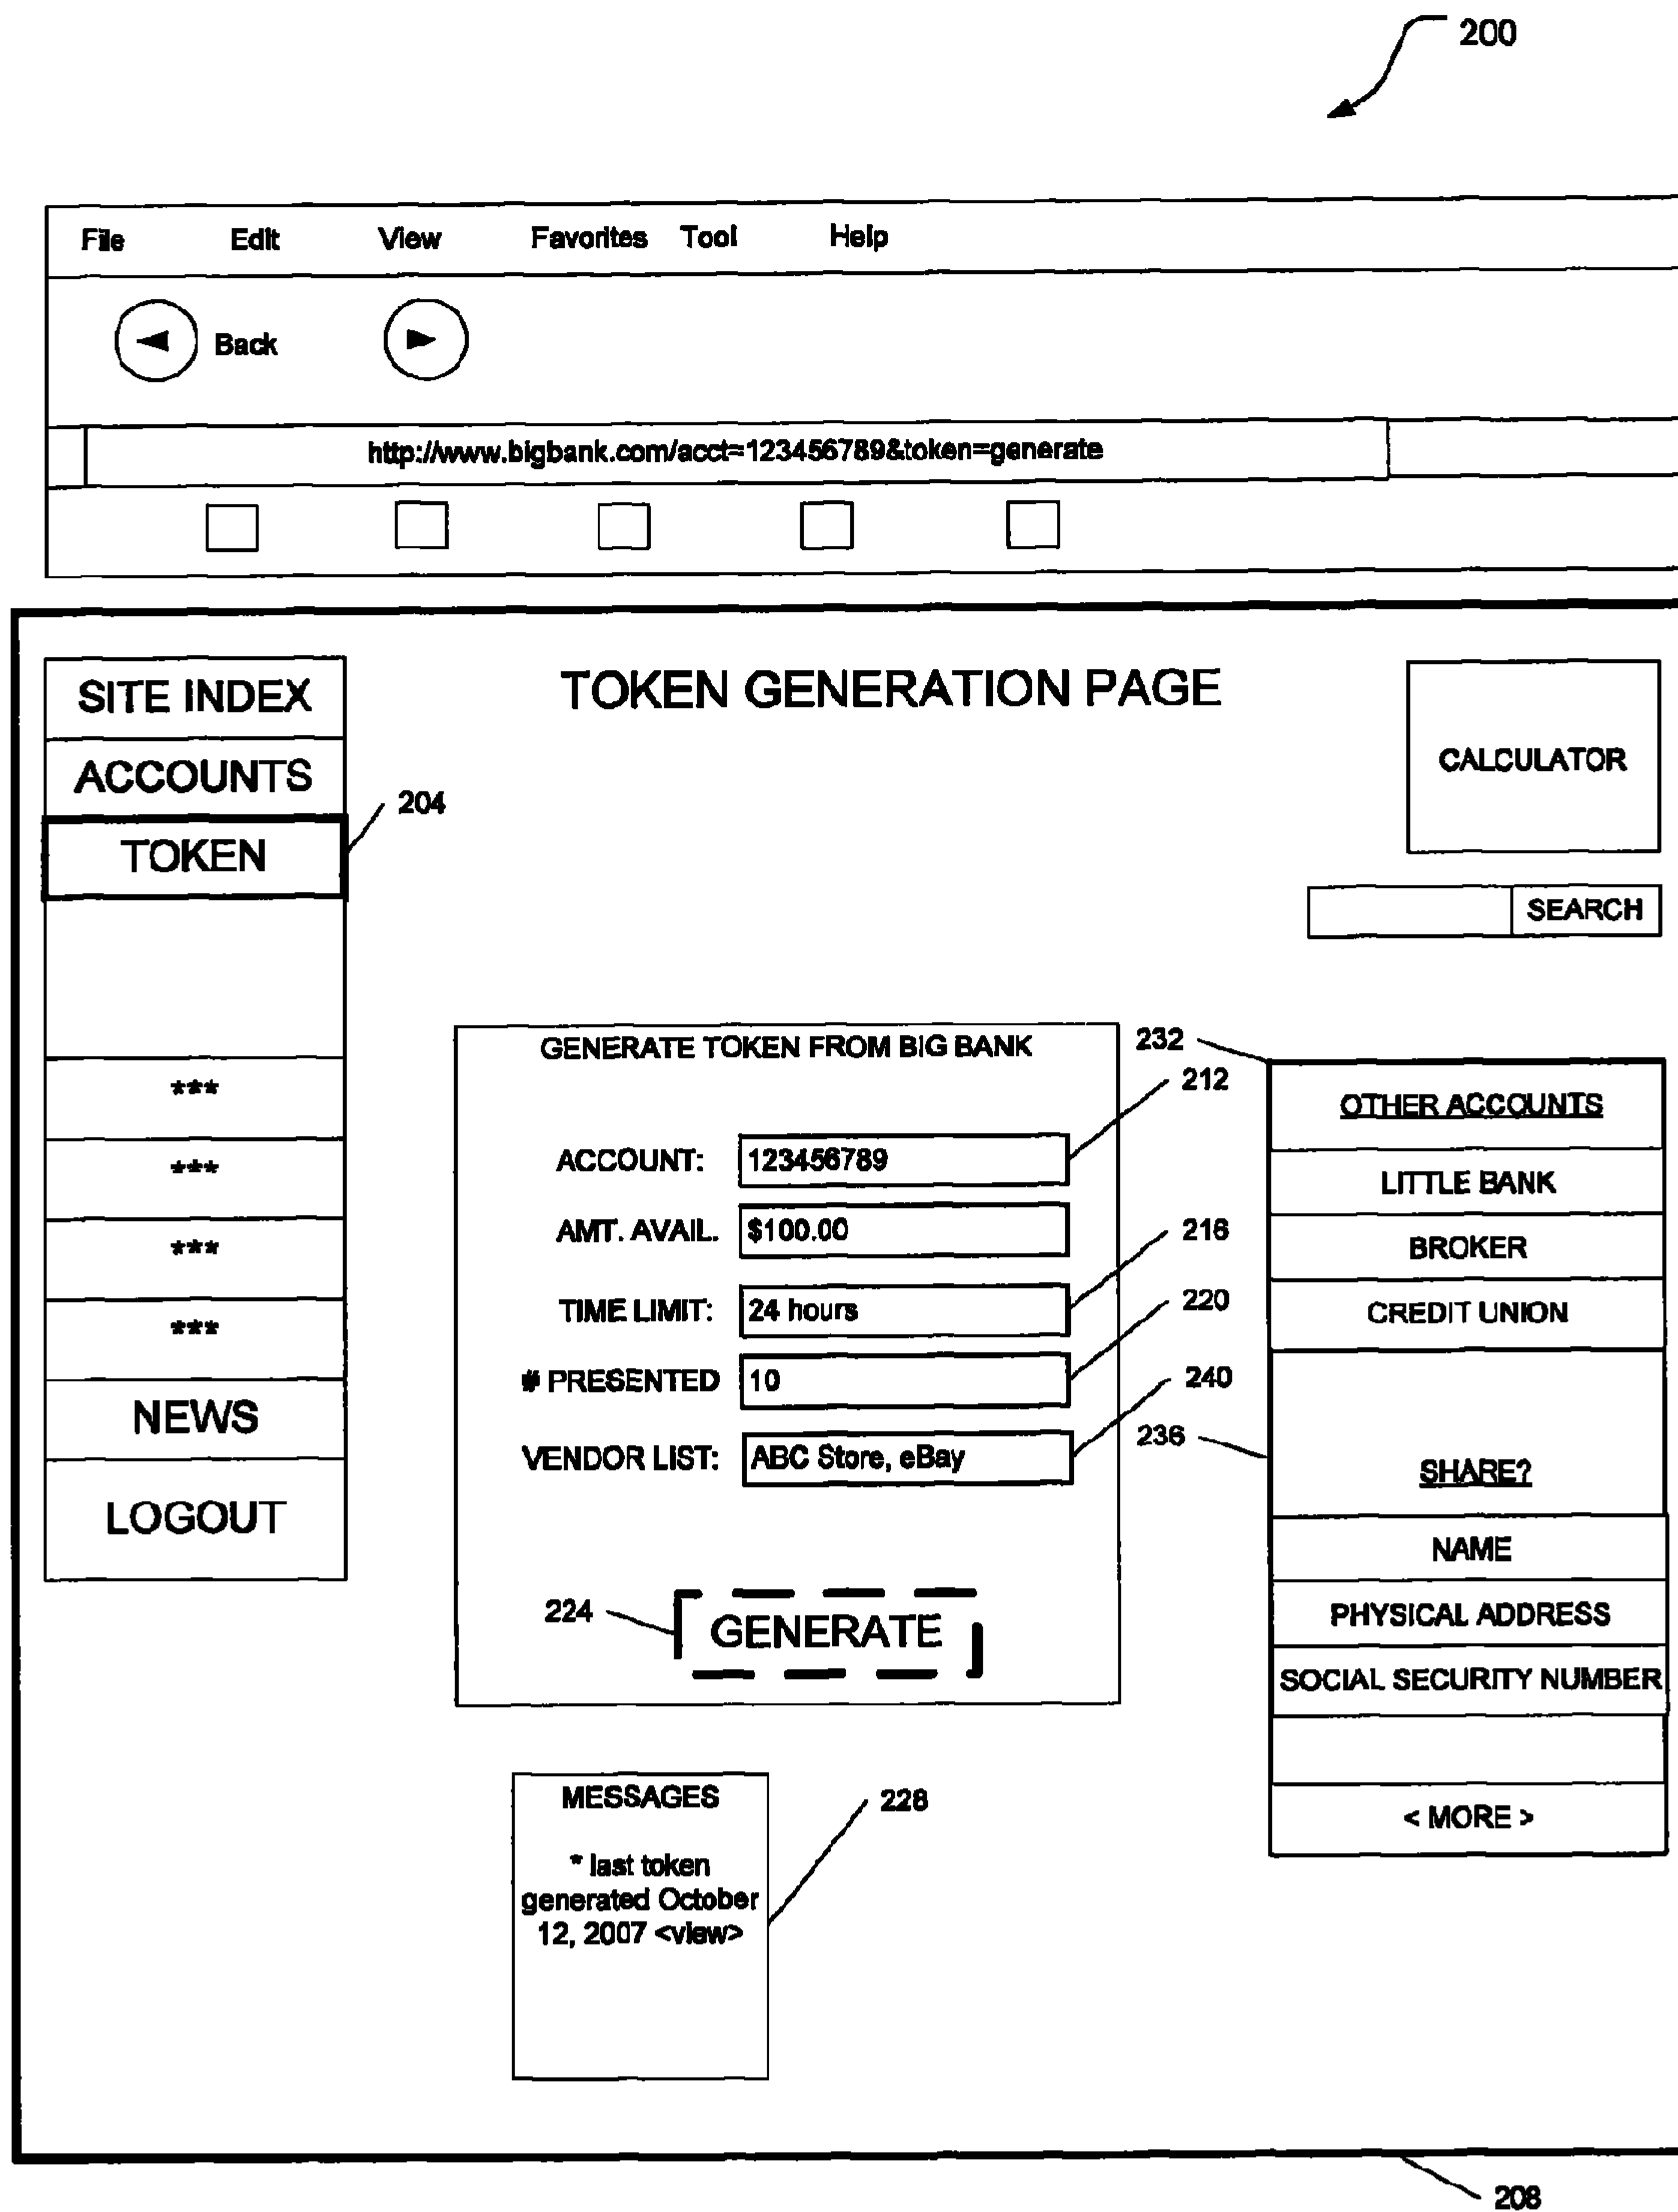 200
File Edit View Favorites Tool Help
Back
http://www.bigbank.com/acct=123456789&token=generate
SITE INDEX
ACCOUNTS
TOKEN
204
***
***
***
***
NEWS
LOGOUT
TOKEN GENERATION PAGE
CALCULATOR
SEARCH
GENERATE TOKEN FROM BIG BANK
ACCOUNT: 123456789
212
AMT. AVAIL. $100.00
TIME LIMIT: 24 hours
216
# PRESENTED 10
220
VENDOR LIST: ABC Store, eBay
240
224
GENERATE
232
OTHER ACCOUNTS
LITTLE BANK
BROKER
CREDIT UNION
236
SHARE?
NAME
PHYSICAL ADDRESS
SOCIAL SECURITY NUMBER
< MORE >
MESSAGES
* last token
generated October
12, 2007 <view>
228
208